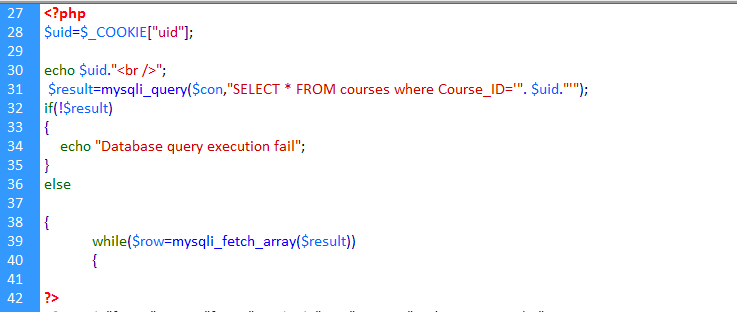 27 <?php
28 $uid=$_COOKIE["uid"];
29
30 echo $uid."<br />";
31 $result=mysqli_query($con,"SELECT * FROM courses where Course_ID='". $uid."'");
32 if(!$result)
33 {
34 echo "Database query execution fail";
35 }
36 else
37
38 {
39 while($row=mysqli_fetch_array($result))
40 {
41
42 ?>